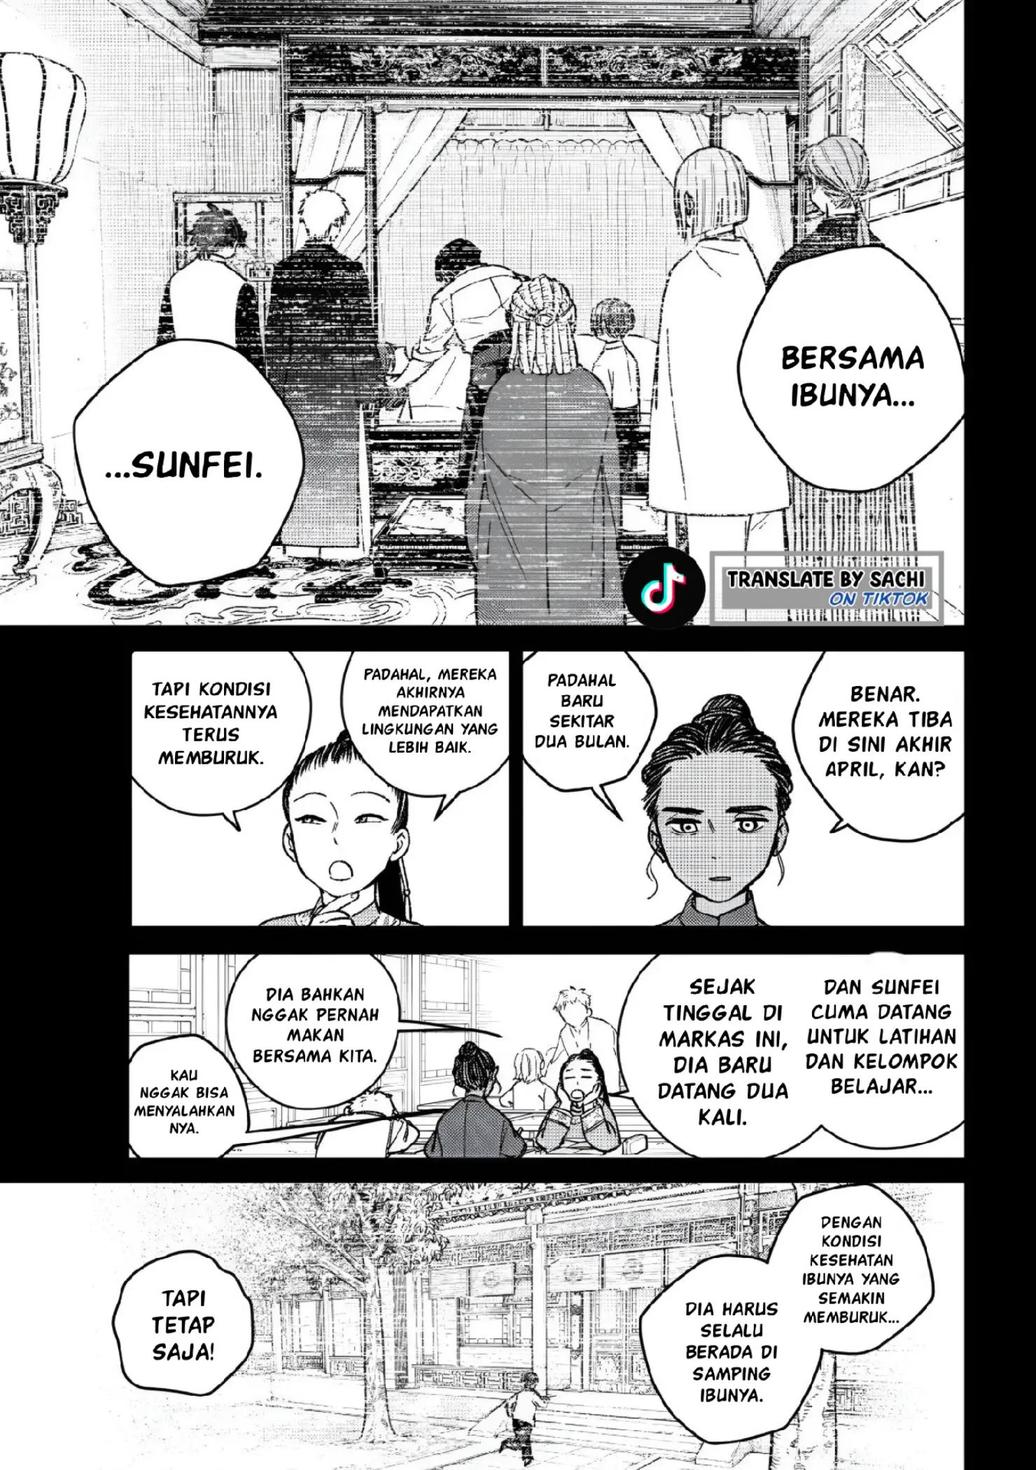 BERSAMA
IBUNYA...
...SUNFEI.
TRANSLATE BY SACHI
ON TIKTOK
BENAR.
MEREKA TIBA
DI SINI AKHIR
APRIL, KAN?
PADAHAL
BARU
SEKITAR
DUA BULAN.
PADAHAL, MEREKA
AKHIRNYA
MENDAPATKAN
LINGKUNGAN YANG
LEBIH BAIK.
TAPI KONDISI
KESEHATANNYA
TERUS
MEMBURUK.
DAN SUNFEI
CUMA DATANG
UNTUK LATIHAN
DAN KELOMPOK
BELAJAR...
SEJAK
TINGGAL DI
MARKAS INI,
DIA BARU
DATANG DUA
KALI.
DIA BAHKAN
NGGAK PERNAH
MAKAN
BERSAMA KITA.
KAU
NGGAK BISA
MENYALAHKAN
NYA.
DENGAN
KONDISI
KESEHATAN
IBUNYA YANG
SEMAKIN
MEMBURUK...
DIA HARUS
SELALU
BERADA DI
SAMPING
IBUNYA.
TAPI
TETAP
SAJA!